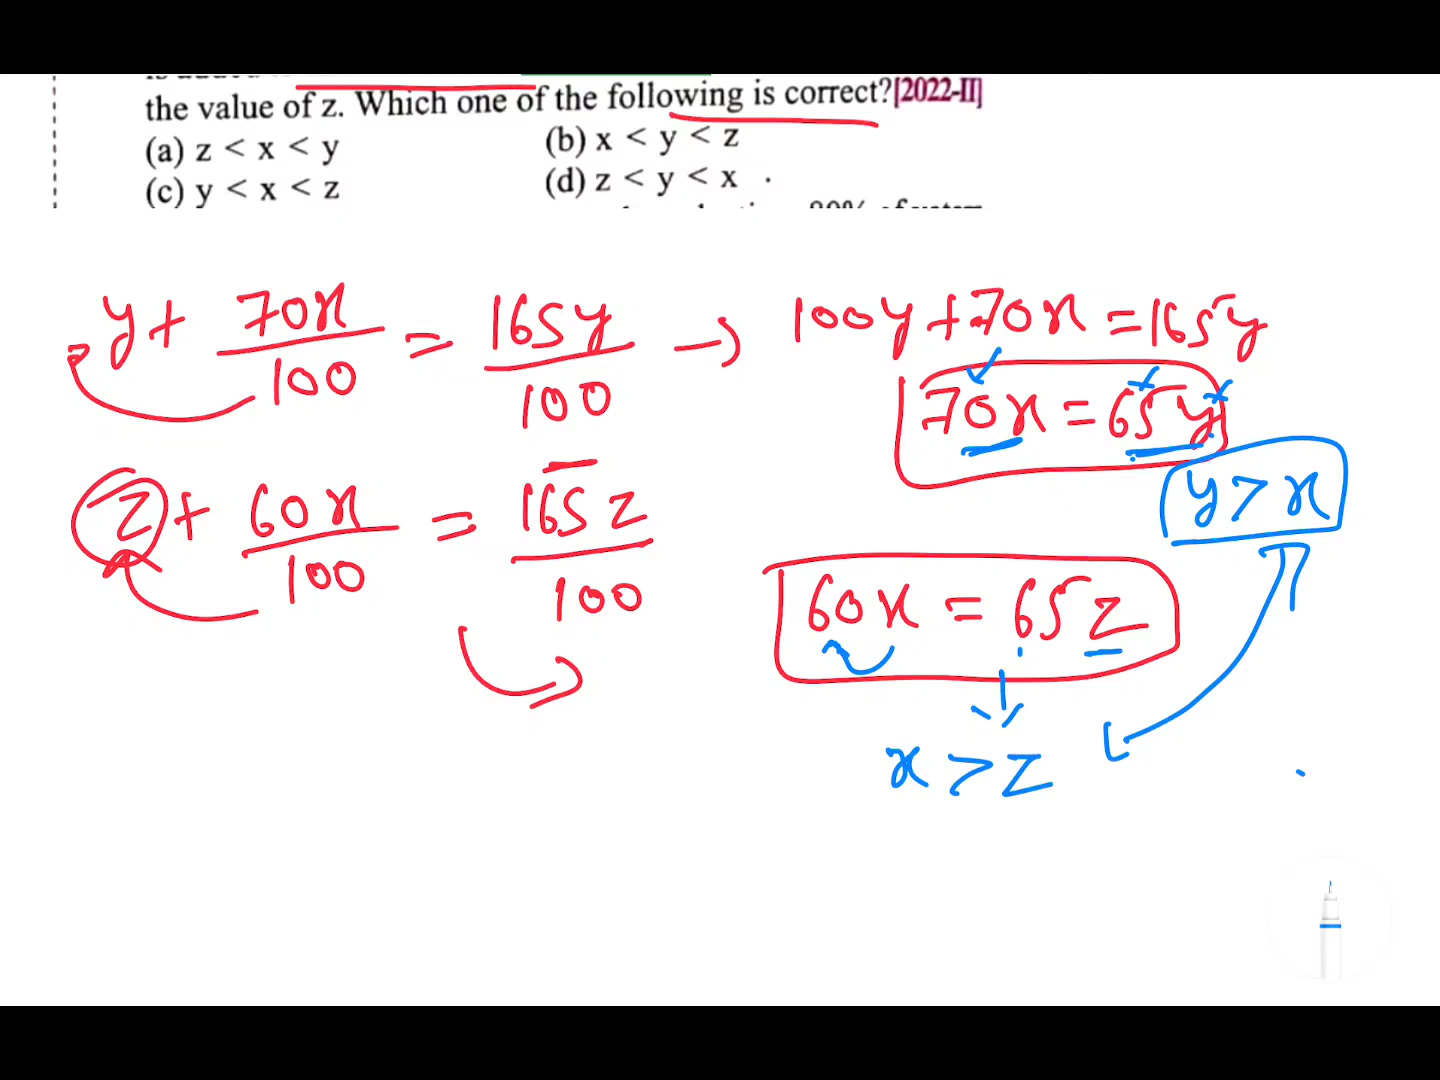 the value of z. Which one of the following is correct?[2022-II]
(a) z < x < y (b) x < y < z
(c) y < x < z (d) z < y < x
y + 70x/100 = 165y/100 → 100y + 70x = 165y
70x = 65y
y > x
z + 60x/100 = 165z/100
60x = 65z
x > z